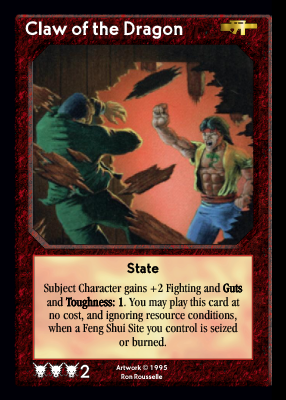 Claw of the Dragon
State
Subject Character gains +2 Fighting and Guts
and Toughness: 1. You may play this card at
no cost, and ignoring resource conditions,
when a Feng Shui Site you control is seized
or burned.
2
Artwork © 1995
Ron Rousselle